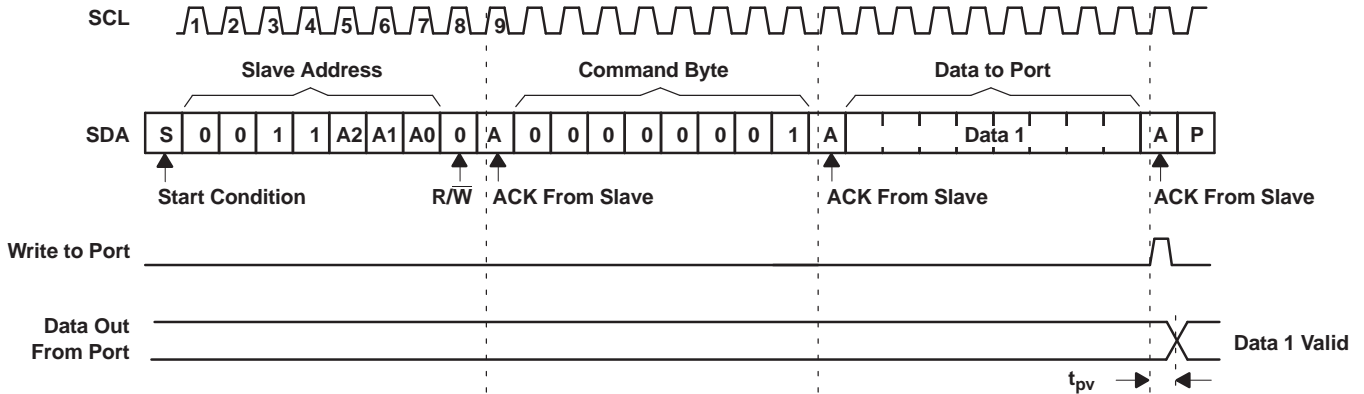 SCL 1 2 3 4 5 6 7 8 9
Slave Address Command Byte Data to Port
SDA S 0 0 1 1 A2 A1 A0 0 A 0 0 0 0 0 0 0 1 A Data 1 A P
Start Condition R/W̅ ACK From Slave ACK From Slave ACK From Slave
Write to Port
Data Out
From Port
Data 1 Valid
tpv